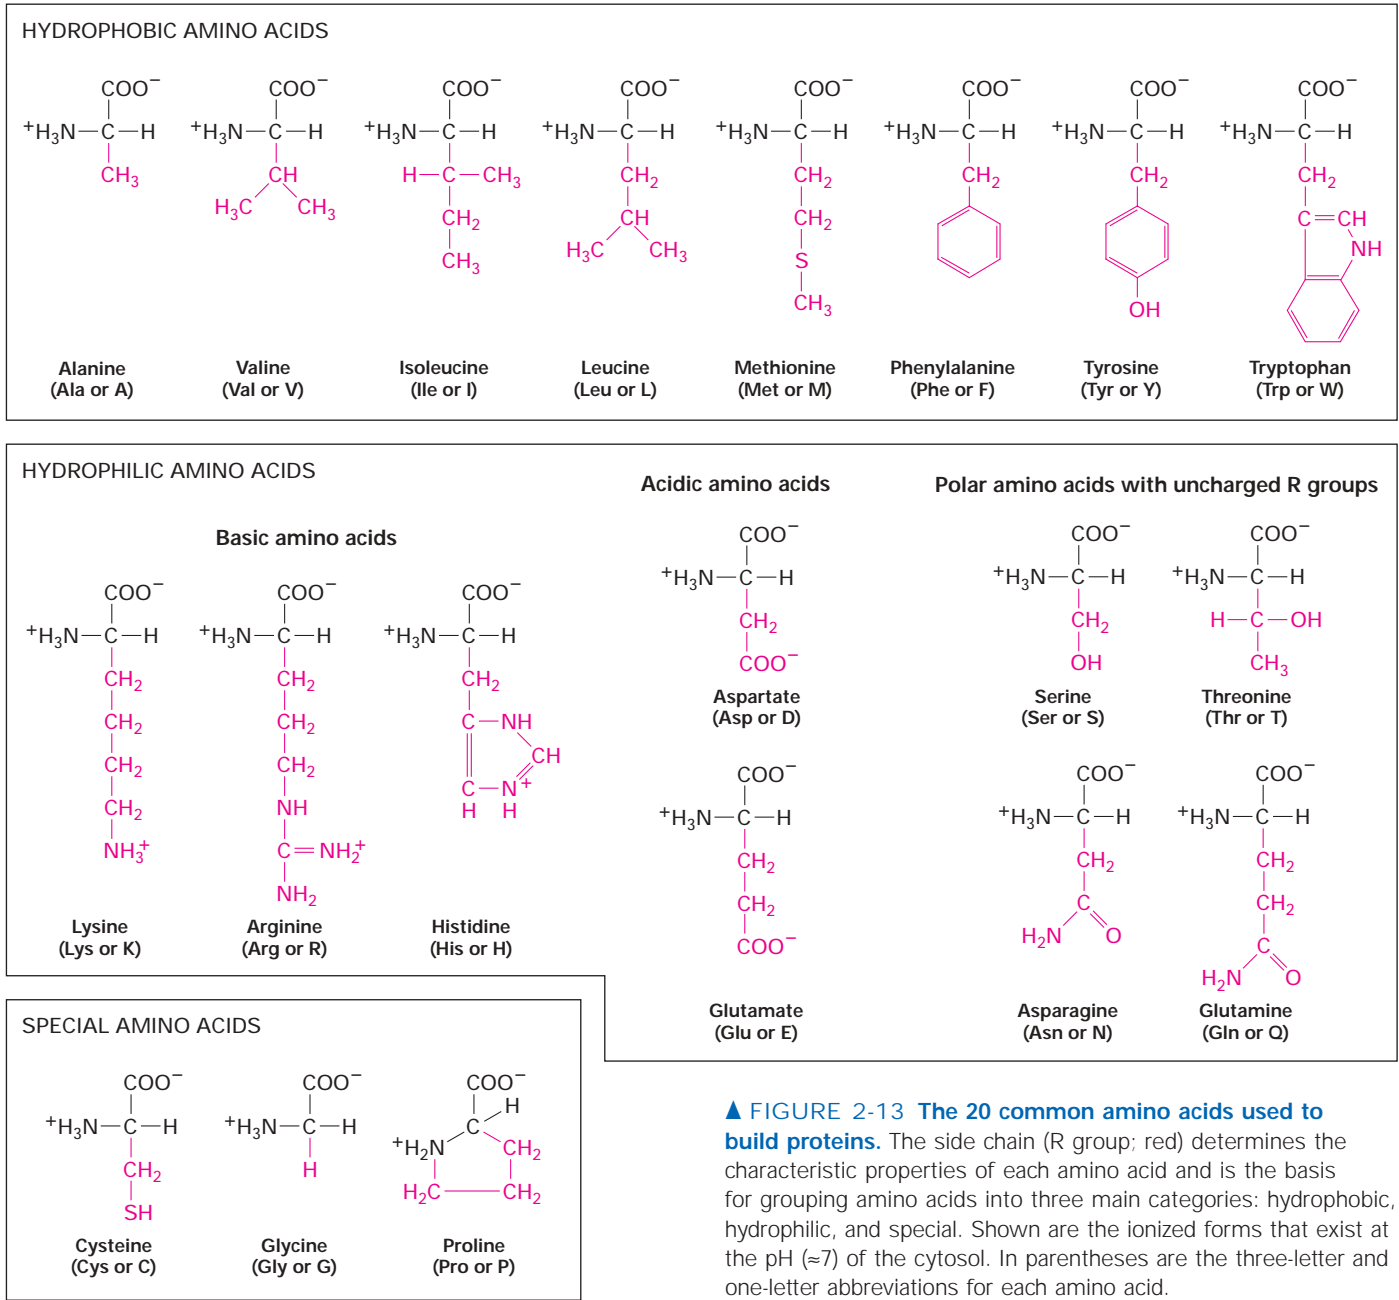 HYDROPHOBIC AMINO ACIDS
COO⁻ COO⁻ COO⁻ COO⁻ COO⁻ COO⁻ COO⁻ COO⁻
⁺H₃N—C—H ⁺H₃N—C—H ⁺H₃N—C—H ⁺H₃N—C—H ⁺H₃N—C—H ⁺H₃N—C—H ⁺H₃N—C—H ⁺H₃N—C—H
CH₃ CH H—C—CH₃ CH₂ CH₂ CH₂ CH₂ CH₂
H₃C CH₃ CH₂ CH CH₂ C=CH
CH₃ H₃C CH₃ S NH
CH₃ OH
Alanine Valine Isoleucine Leucine Methionine Phenylalanine Tyrosine Tryptophan
(Ala or A) (Val or V) (Ile or I) (Leu or L) (Met or M) (Phe or F) (Tyr or Y) (Trp or W)
HYDROPHILIC AMINO ACIDS
Basic amino acids
COO⁻ COO⁻ COO⁻
⁺H₃N—C—H ⁺H₃N—C—H ⁺H₃N—C—H
CH₂ CH₂ CH₂
CH₂ CH₂ C—NH
CH₂ CH₂ CH
CH₂ NH C—N⁺
H H
NH₃⁺ C=NH₂⁺
NH₂
Lysine Arginine Histidine
(Lys or K) (Arg or R) (His or H)
Acidic amino acids
COO⁻
⁺H₃N—C—H
CH₂
COO⁻
Aspartate
(Asp or D)
COO⁻
⁺H₃N—C—H
CH₂
CH₂
COO⁻
Glutamate
(Glu or E)
Polar amino acids with uncharged R groups
COO⁻ COO⁻
⁺H₃N—C—H ⁺H₃N—C—H
CH₂ H—C—OH
OH CH₃
Serine Threonine
(Ser or S) (Thr or T)
COO⁻ COO⁻
⁺H₃N—C—H ⁺H₃N—C—H
CH₂ CH₂
C CH₂
H₂N O C
H₂N O
Asparagine Glutamine
(Asn or N) (Gln or Q)
SPECIAL AMINO ACIDS
COO⁻ COO⁻ COO⁻
H
⁺H₃N—C—H ⁺H₃N—C—H C
⁺H₂N CH₂
CH₂ H H₂C CH₂
SH
Cysteine Glycine Proline
(Cys or C) (Gly or G) (Pro or P)
▲ FIGURE 2-13 The 20 common amino acids used to
build proteins. The side chain (R group; red) determines the
characteristic properties of each amino acid and is the basis
for grouping amino acids into three main categories: hydrophobic,
hydrophilic, and special. Shown are the ionized forms that exist at
the pH (≈7) of the cytosol. In parentheses are the three-letter and
one-letter abbreviations for each amino acid.